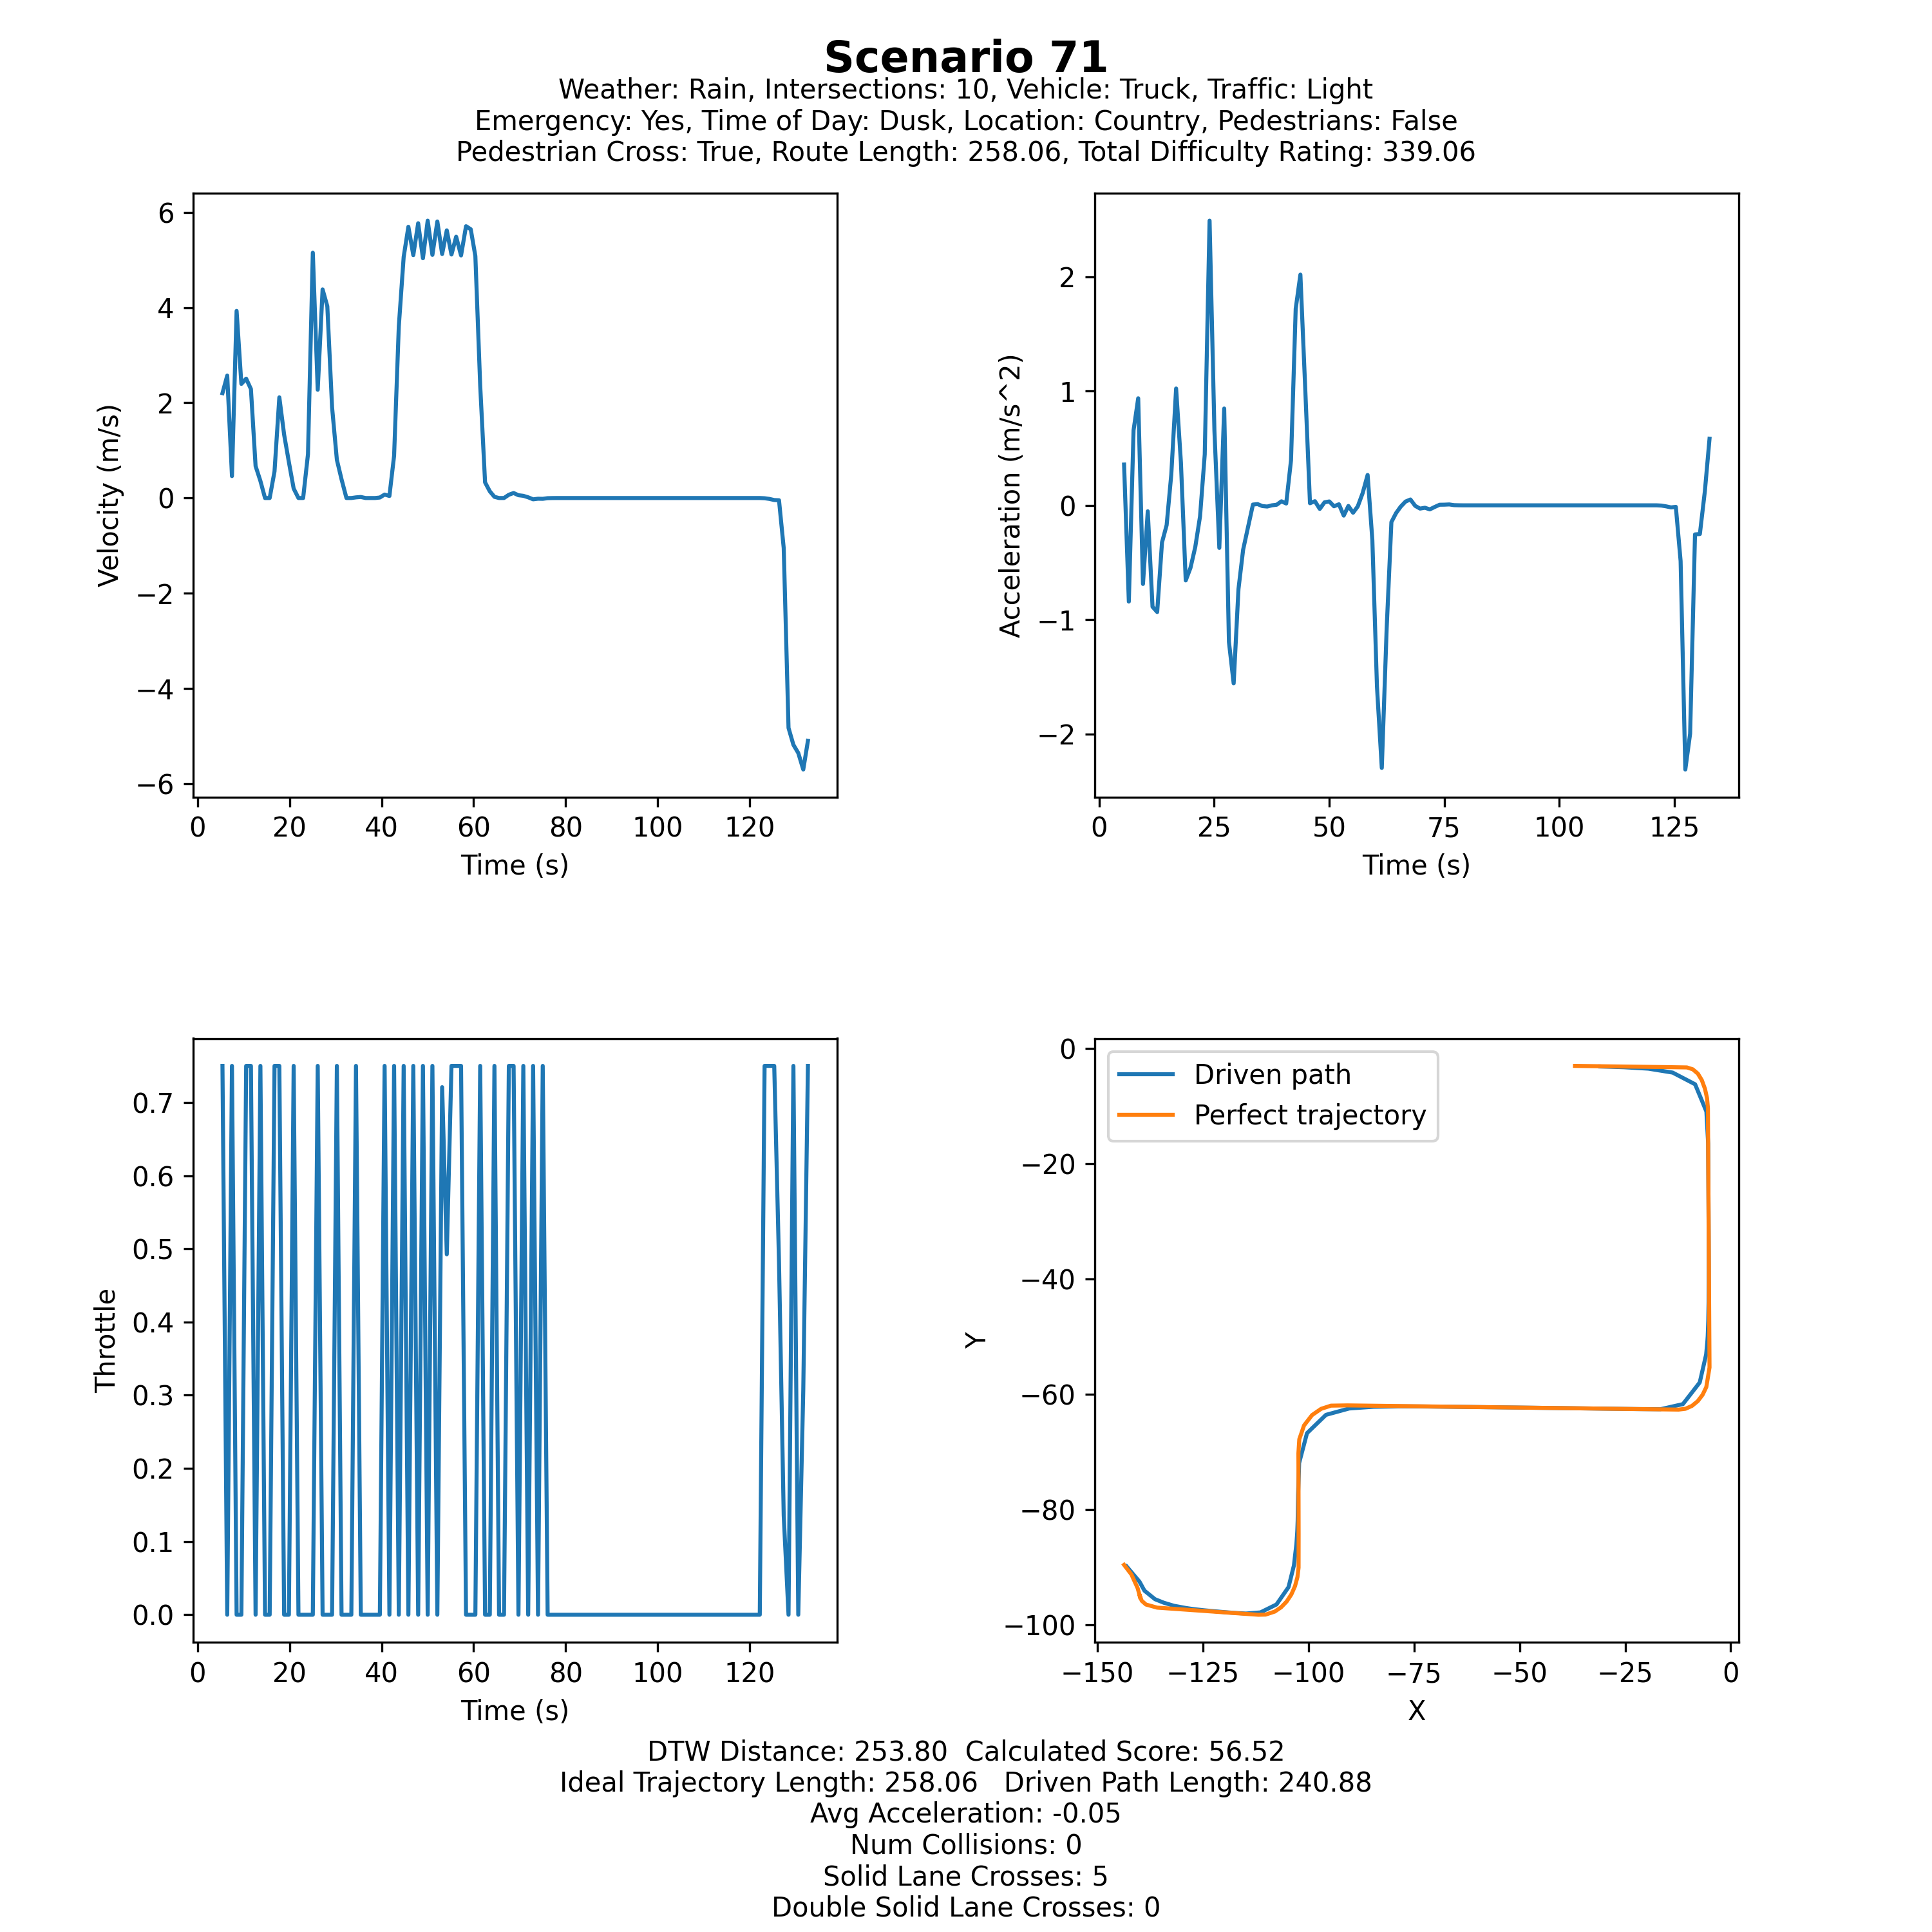 Scenario 71
Weather: Rain, Intersections: 10, Vehicle: Truck, Traffic: Light
Emergency: Yes, Time of Day: Dusk, Location: Country, Pedestrians: False
Pedestrian Cross: True, Route Length: 258.06, Total Difficulty Rating: 339.06
Velocity (m/s)
6
4
2
0
−2
−4
−6
0 20 40 60 80 100 120
Time (s)
Acceleration (m/s^2)
2
1
0
−1
−2
0 25 50 75 100 125
Time (s)
Throttle
0.7
0.6
0.5
0.4
0.3
0.2
0.1
0.0
0 20 40 60 80 100 120
Time (s)
Y
0
−20
−40
−60
−80
−100
Driven path
Perfect trajectory
−150 −125 −100 −75 −50 −25 0
X
DTW Distance: 253.80  Calculated Score: 56.52
Ideal Trajectory Length: 258.06   Driven Path Length: 240.88
Avg Acceleration: -0.05
Num Collisions: 0
Solid Lane Crosses: 5
Double Solid Lane Crosses: 0